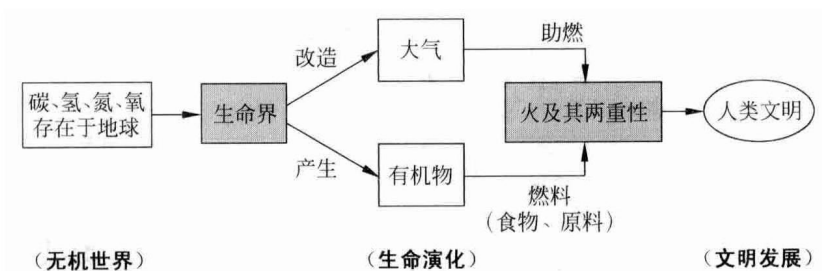 碳、氢、氮、氧
存在于地球
生命界
改造
产生
大气
有机物
助燃
燃料
(食物、原料)
火及其两重性
人类文明
(无机世界)
(生命演化)
(文明发展)